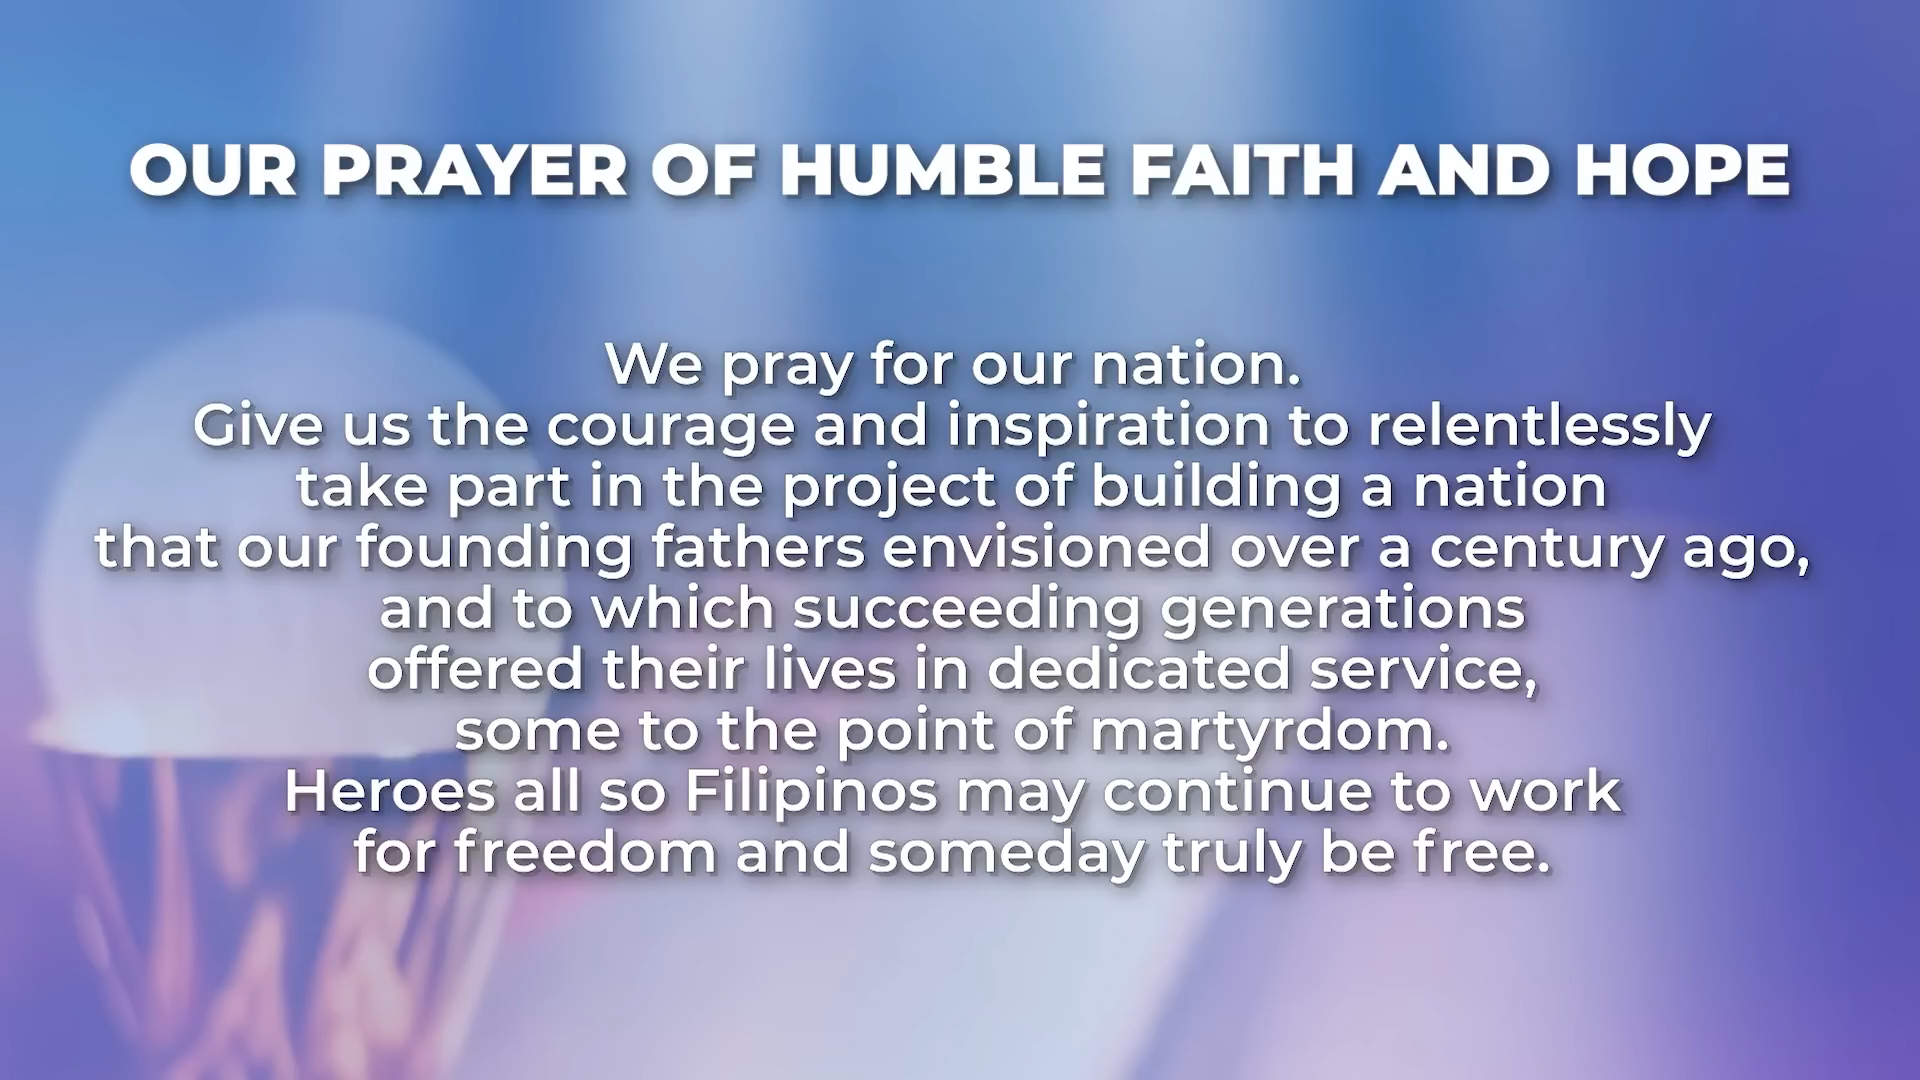 OUR PRAYER OF HUMBLE FAITH AND HOPE
We pray for our nation.
Give us the courage and inspiration to relentlessly
take part in the project of building a nation
that our founding fathers envisioned over a century ago,
and to which succeeding generations
offered their lives in dedicated service,
some to the point of martyrdom.
Heroes all so Filipinos may continue to work
for freedom and someday truly be free.